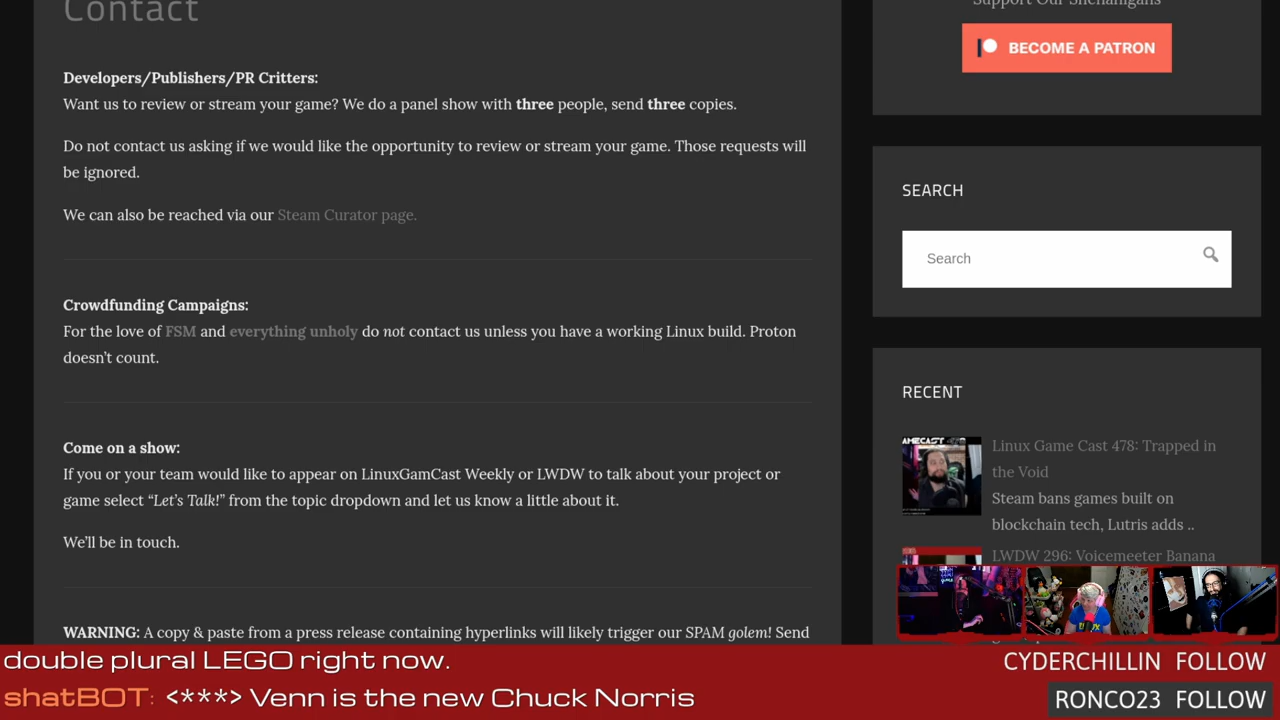 Contact
Support Our Shenanigans
BECOME A PATRON
Developers/Publishers/PR Critters:
Want us to review or stream your game? We do a panel show with three people, send three copies.
Do not contact us asking if we would like the opportunity to review or stream your game. Those requests will
be ignored.
We can also be reached via our Steam Curator page.
Crowdfunding Campaigns:
For the love of FSM and everything unholy do not contact us unless you have a working Linux build. Proton
doesn’t count.
Come on a show:
If you or your team would like to appear on LinuxGamCast Weekly or LWDW to talk about your project or
game select “Let’s Talk!” from the topic dropdown and let us know a little about it.
We’ll be in touch.
WARNING: A copy & paste from a press release containing hyperlinks will likely trigger our SPAM golem! Send
SEARCH
Search
RECENT
Linux Game Cast 478: Trapped in
the Void
Steam bans games built on
blockchain tech, Lutris adds ..
LWDW 296: Voicemeeter Banana
double plural LEGO right now.
shatBOT: <***> Venn is the new Chuck Norris
CYDERCHILLIN FOLLOW
RONCO23 FOLLOW